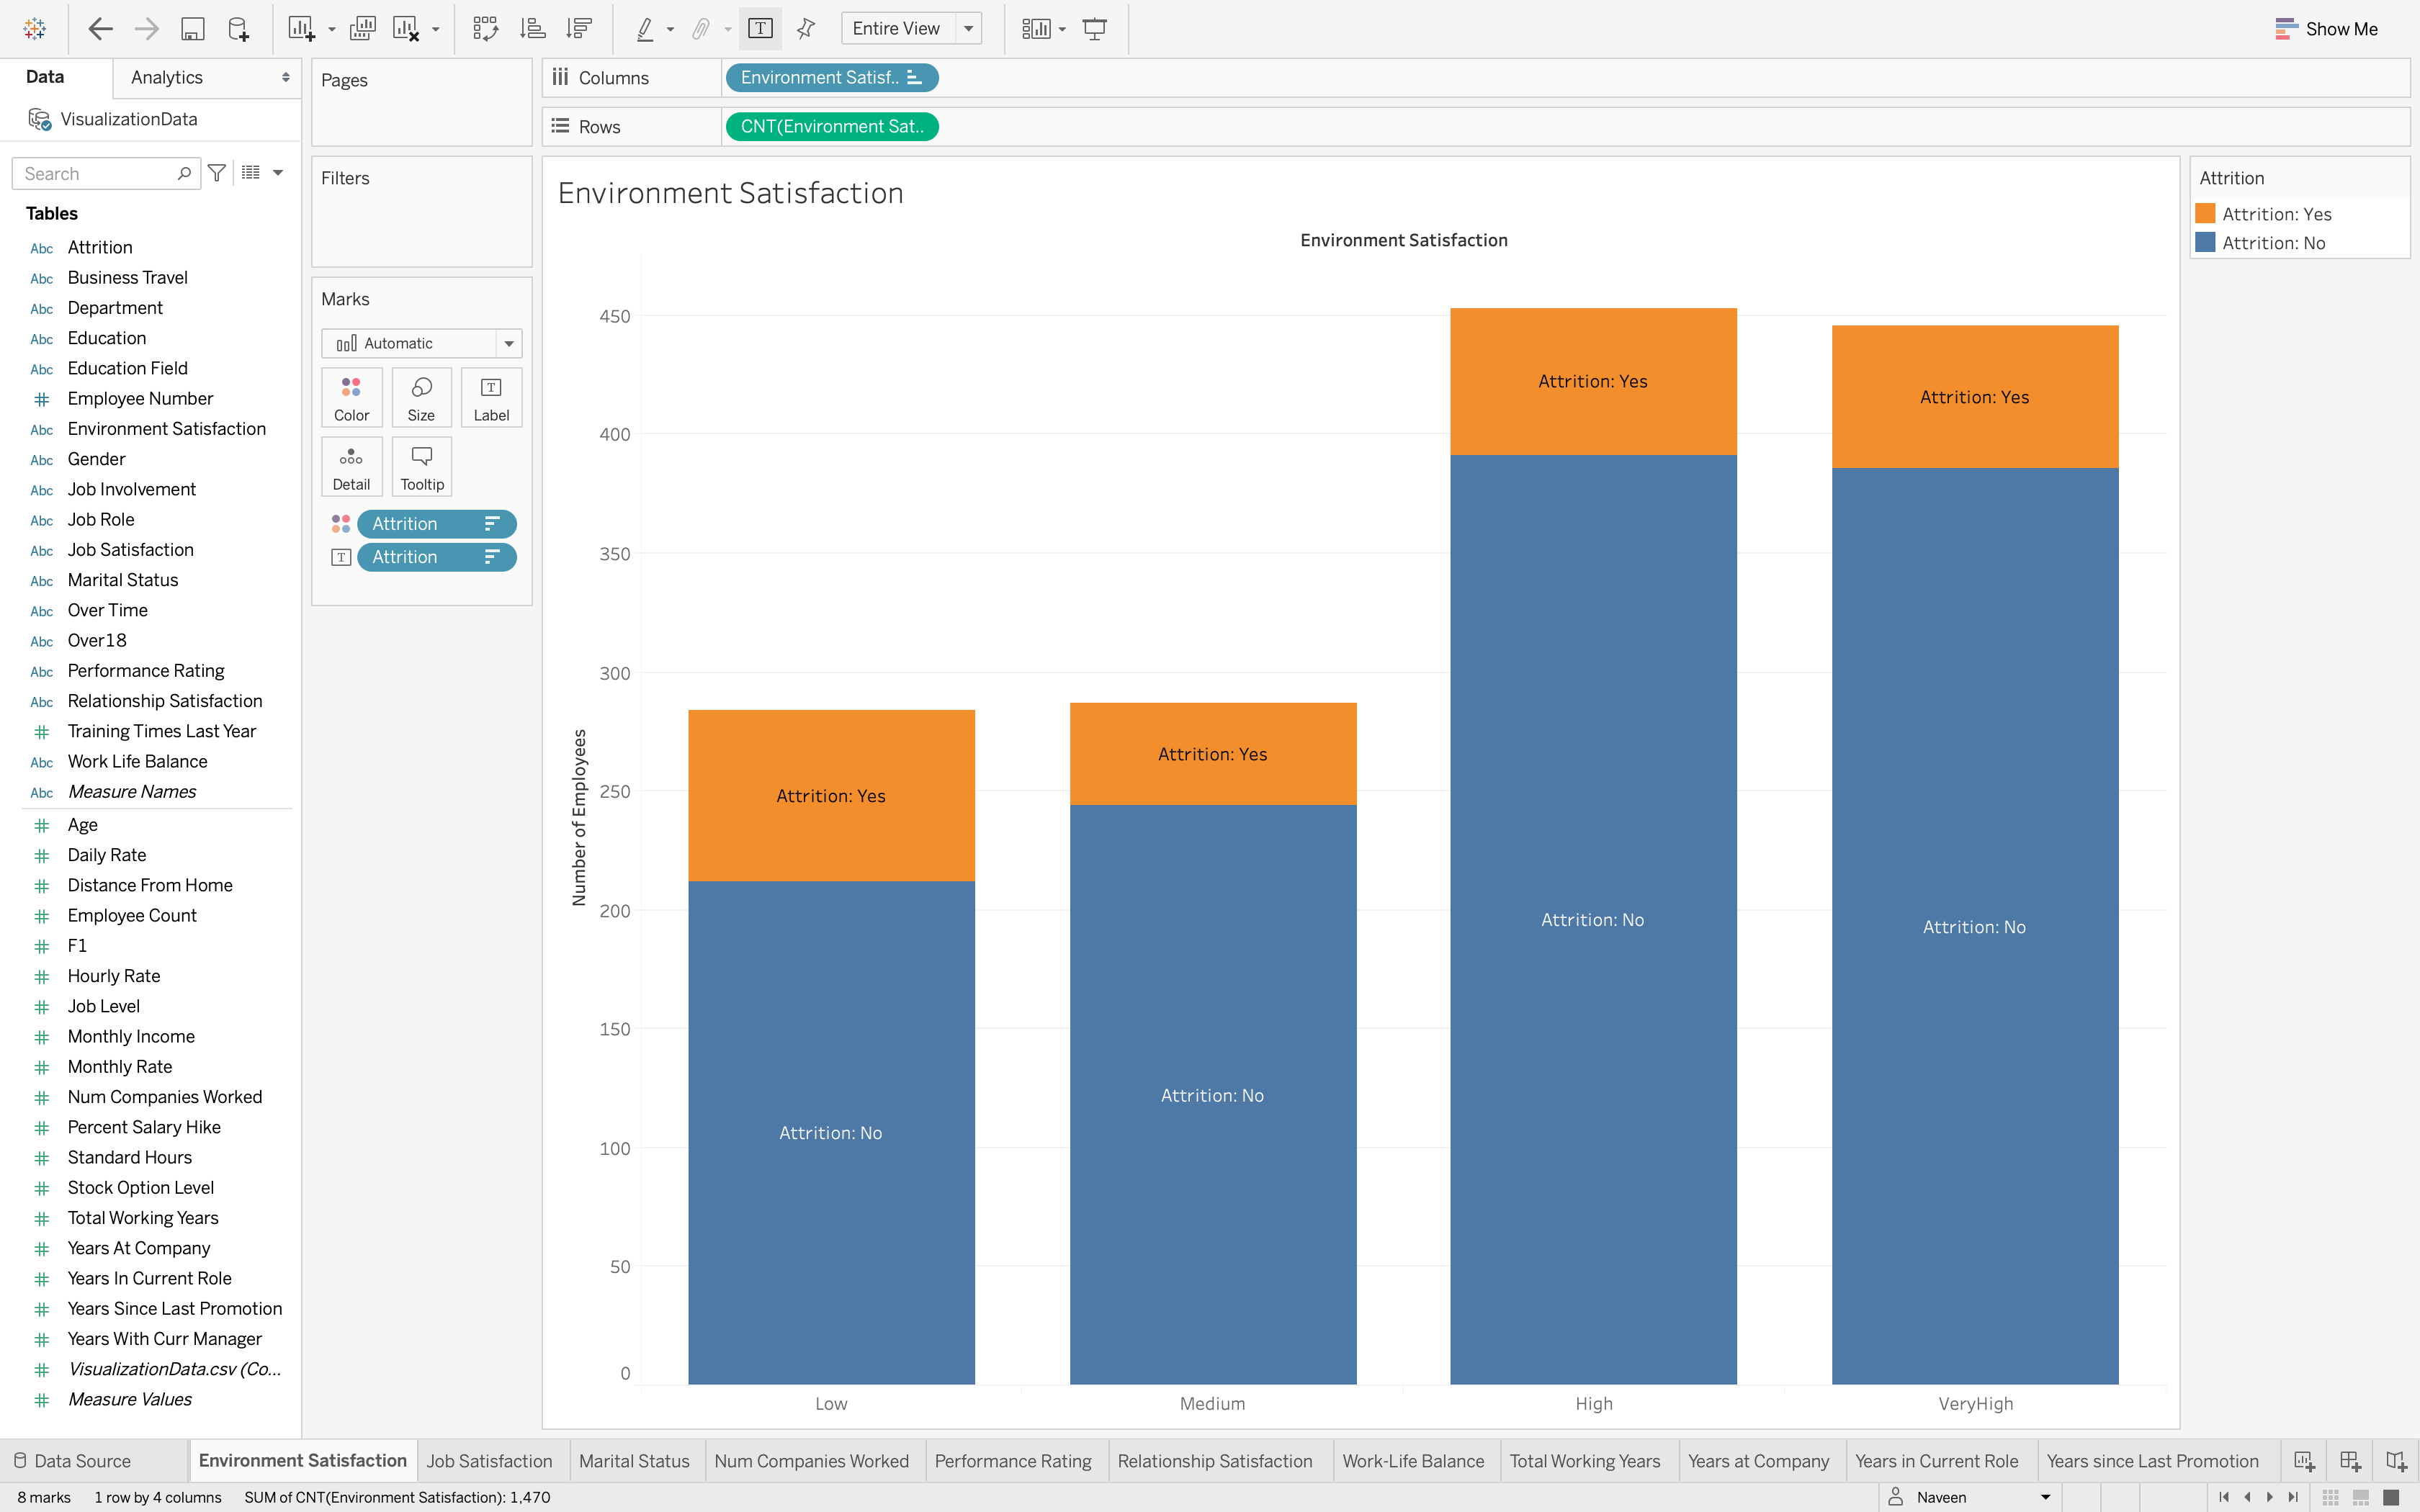 Entire View
Show Me
Data
Analytics
VisualizationData
Search
Tables
Abc Attrition
Abc Business Travel
Abc Department
Abc Education
Abc Education Field
# Employee Number
Abc Environment Satisfaction
Abc Gender
Abc Job Involvement
Abc Job Role
Abc Job Satisfaction
Abc Marital Status
Abc Over Time
Abc Over18
Abc Performance Rating
Abc Relationship Satisfaction
# Training Times Last Year
Abc Work Life Balance
Abc Measure Names
# Age
# Daily Rate
# Distance From Home
# Employee Count
# F1
# Hourly Rate
# Job Level
# Monthly Income
# Monthly Rate
# Num Companies Worked
# Percent Salary Hike
# Standard Hours
# Stock Option Level
# Total Working Years
# Years At Company
# Years In Current Role
# Years Since Last Promotion
# Years With Curr Manager
# VisualizationData.csv (Co...
# Measure Values
Pages
Filters
Marks
Automatic
Color Size T Label
Detail Tooltip
Attrition
T Attrition
Columns Environment Satisf..
Rows CNT(Environment Sat..
Environment Satisfaction
Environment Satisfaction
Number of Employees
450
400
350
300
250
200
150
100
50
0
Attrition: Yes
Attrition: No
Attrition: Yes
Attrition: No
Attrition: Yes
Attrition: No
Attrition: Yes
Attrition: No
Low Medium High VeryHigh
Attrition
Attrition: Yes
Attrition: No
Data Source Environment Satisfaction Job Satisfaction Marital Status Num Companies Worked Performance Rating Relationship Satisfaction Work-Life Balance Total Working Years Years at Company Years in Current Role Years since Last Promotion
8 marks 1 row by 4 columns SUM of CNT(Environment Satisfaction): 1,470 Naveen